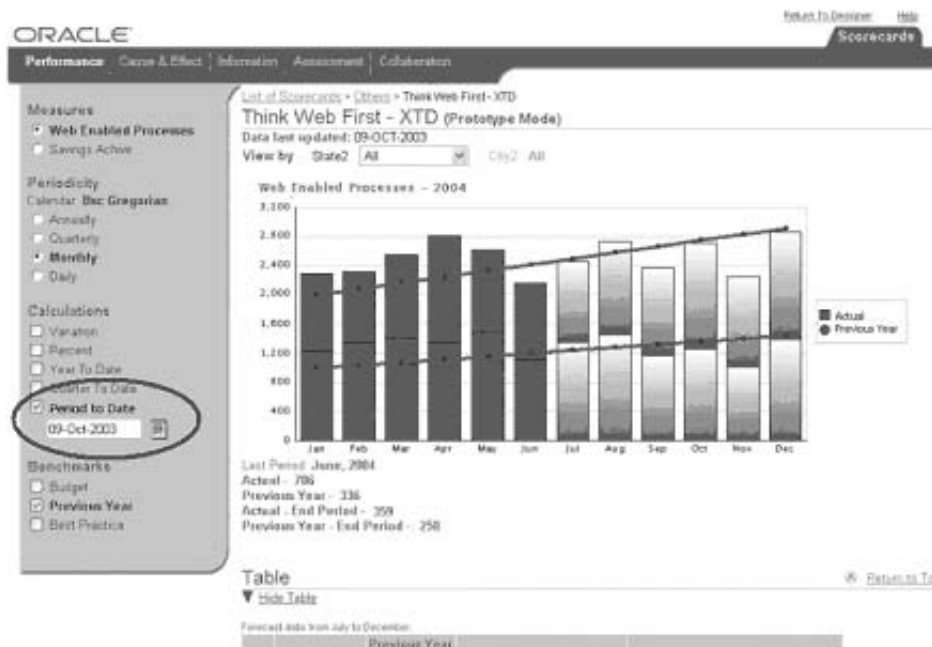 Return To Designer Help
ORACLE
Scorecards
Performance Cause & Effect Information Assessment Collaboration
Measures
Web Enabled Processes
Savings Achive
Periodicity
Calendar Bsc Gregorian
Annually
Quarterly
Monthly
Daily
Calculations
Variation
Percent
Year To Date
Quarter To Date
Period to Date
09-Oct-2003
Benchmarks
Budget
Previous Year
Best Practice
List of Scorecards > Others > Think Web First - XTD
Think Web First - XTD (Prototype Mode)
Data last updated: 09-OCT-2003
View by State2 All City2 All
Web Enabled Processes - 2004
3,200
2,800
2,400
2,000
1,600
1,200
800
400
0
Jan Feb Mar Apr May Jun Jul Aug Sep Oct Nov Dec
Actual
Previous Year
Last Period June, 2004
Actual - 786
Previous Year - 336
Actual - End Period - 359
Previous Year - End Period - 258
Table
Return to To
Hide Table
Forecast data from July to December.
Previous Year